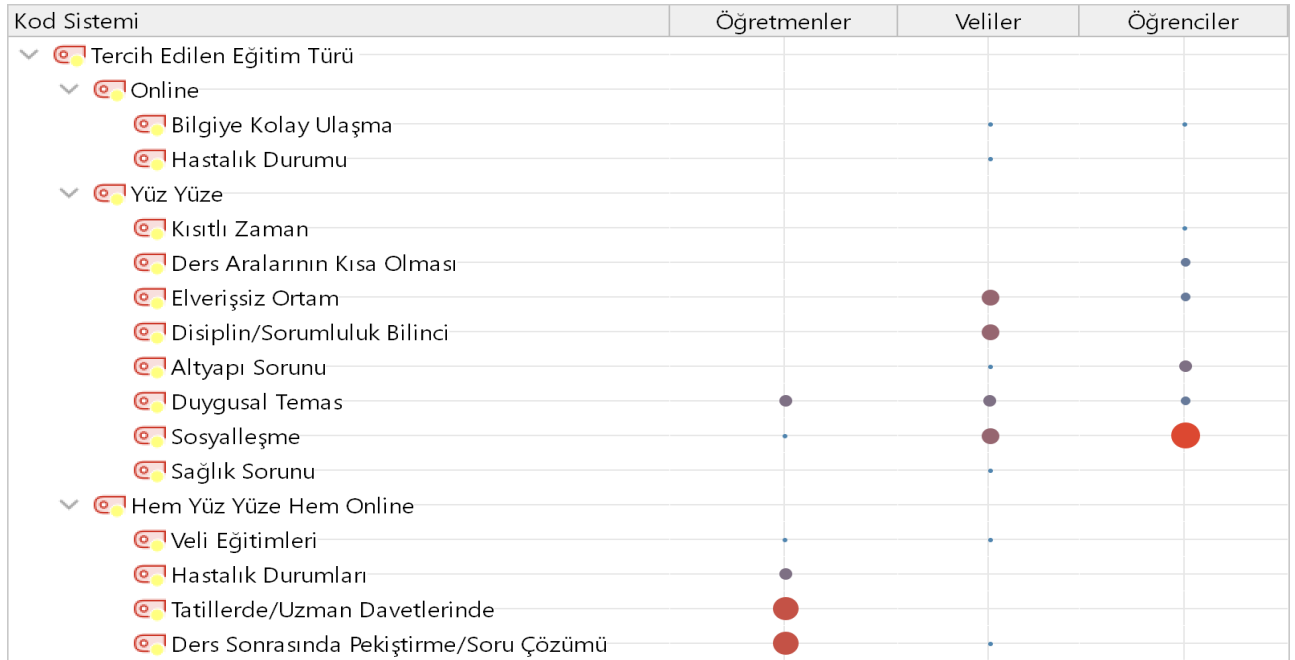 Kod Sistemi Öğretmenler Veliler Öğrenciler
Tercih Edilen Eğitim Türü
Online
Bilgiye Kolay Ulaşma
Hastalık Durumu
Yüz Yüze
Kısıtlı Zaman
Ders Aralarının Kısa Olması
Elverişsiz Ortam
Disiplin/Sorumluluk Bilinci
Altyapı Sorunu
Duygusal Temas
Sosyalleşme
Sağlık Sorunu
Hem Yüz Yüze Hem Online
Veli Eğitimleri
Hastalık Durumları
Tatillerde/Uzman Davetlerinde
Ders Sonrasında Pekiştirme/Soru Çözümü